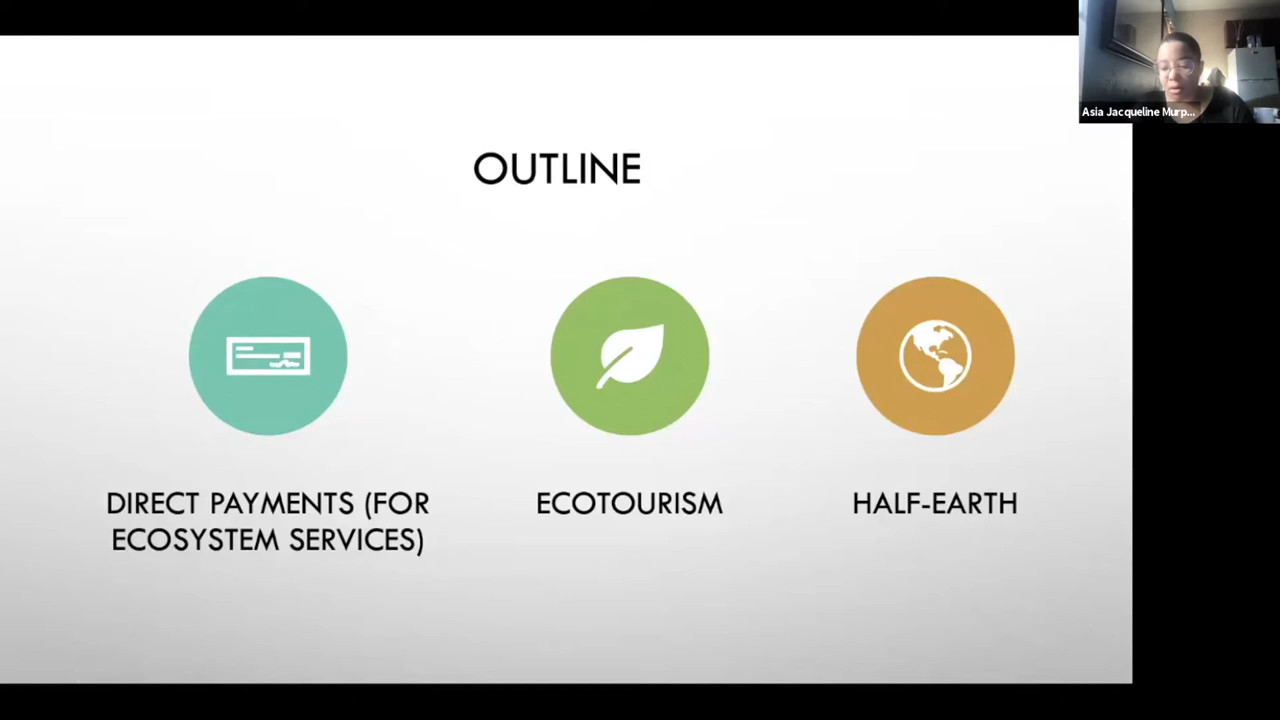 Asia Jacqueline Murp...
OUTLINE
DIRECT PAYMENTS (FOR
ECOSYSTEM SERVICES)
ECOTOURISM
HALF-EARTH